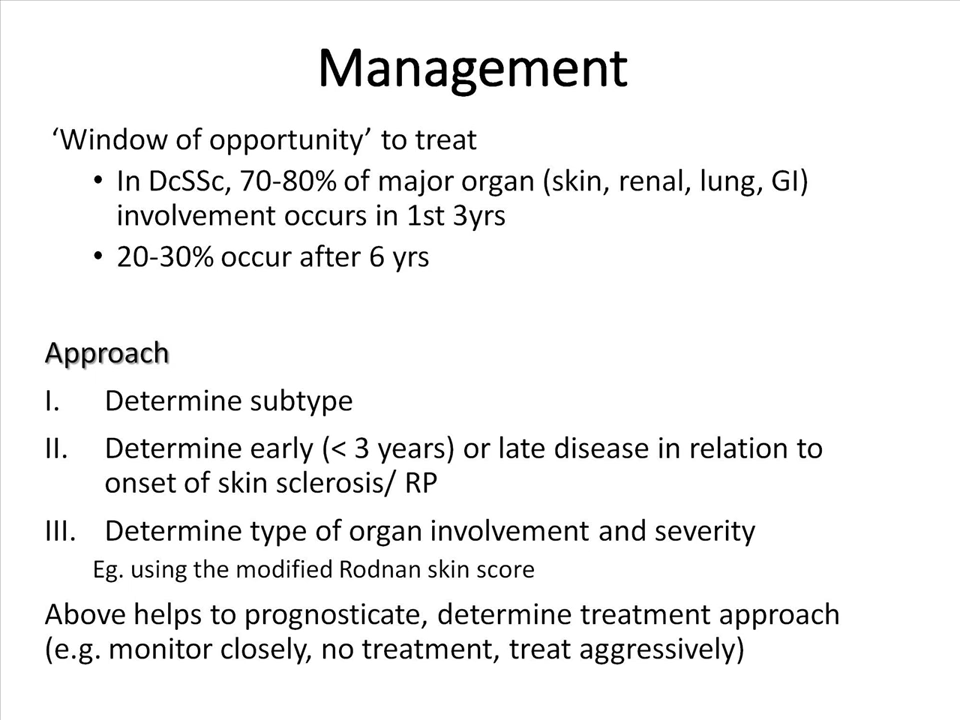 Management
‘Window of opportunity’ to treat
• In DcSSc, 70-80% of major organ (skin, renal, lung, GI)
involvement occurs in 1st 3yrs
• 20-30% occur after 6 yrs
Approach
I. Determine subtype
II. Determine early (< 3 years) or late disease in relation to
onset of skin sclerosis/ RP
III. Determine type of organ involvement and severity
Eg. using the modified Rodnan skin score
Above helps to prognosticate, determine treatment approach
(e.g. monitor closely, no treatment, treat aggressively)